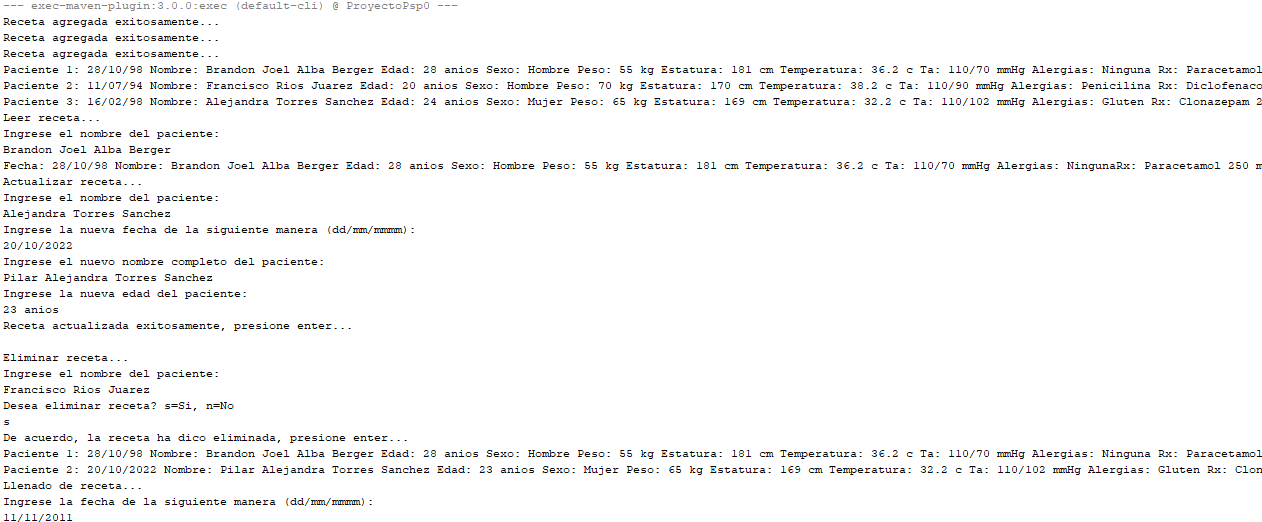 --- exec-maven-plugin:3.0.0:exec (default-cli) @ ProyectoPsp0 ---
Receta agregada exitosamente...
Receta agregada exitosamente...
Receta agregada exitosamente...
Paciente 1: 28/10/98 Nombre: Brandon Joel Alba Berger Edad: 28 anios Sexo: Hombre Peso: 55 kg Estatura: 181 cm Temperatura: 36.2 c Ta: 110/70 mmHg Alergias: Ninguna Rx: Paracetamol
Paciente 2: 11/07/94 Nombre: Francisco Rios Juarez Edad: 20 anios Sexo: Hombre Peso: 70 kg Estatura: 170 cm Temperatura: 38.2 c Ta: 110/90 mmHg Alergias: Penicilina Rx: Diclofenaco
Paciente 3: 16/02/98 Nombre: Alejandra Torres Sanchez Edad: 24 anios Sexo: Mujer Peso: 65 kg Estatura: 169 cm Temperatura: 32.2 c Ta: 110/102 mmHg Alergias: Gluten Rx: Clonazepam 2
Leer receta...
Ingrese el nombre del paciente:
Brandon Joel Alba Berger
Fecha: 28/10/98 Nombre: Brandon Joel Alba Berger Edad: 28 anios Sexo: Hombre Peso: 55 kg Estatura: 181 cm Temperatura: 36.2 c Ta: 110/70 mmHg Alergias: NingunaRx: Paracetamol 250 m
Actualizar receta...
Ingrese el nombre del paciente:
Alejandra Torres Sanchez
Ingrese la nueva fecha de la siguiente manera (dd/mm/mmmm):
20/10/2022
Ingrese el nuevo nombre completo del paciente:
Pilar Alejandra Torres Sanchez
Ingrese la nueva edad del paciente:
23 anios
Receta actualizada exitosamente, presione enter...
Eliminar receta...
Ingrese el nombre del paciente:
Francisco Rios Juarez
Desea eliminar receta? s=Si, n=No
s
De acuerdo, la receta ha dico eliminada, presione enter...
Paciente 1: 28/10/98 Nombre: Brandon Joel Alba Berger Edad: 28 anios Sexo: Hombre Peso: 55 kg Estatura: 181 cm Temperatura: 36.2 c Ta: 110/70 mmHg Alergias: Ninguna Rx: Paracetamol
Paciente 2: 20/10/2022 Nombre: Pilar Alejandra Torres Sanchez Edad: 23 anios Sexo: Mujer Peso: 65 kg Estatura: 169 cm Temperatura: 32.2 c Ta: 110/102 mmHg Alergias: Gluten Rx: Clon
Llenado de receta...
Ingrese la fecha de la siguiente manera (dd/mm/mmmm):
11/11/2011